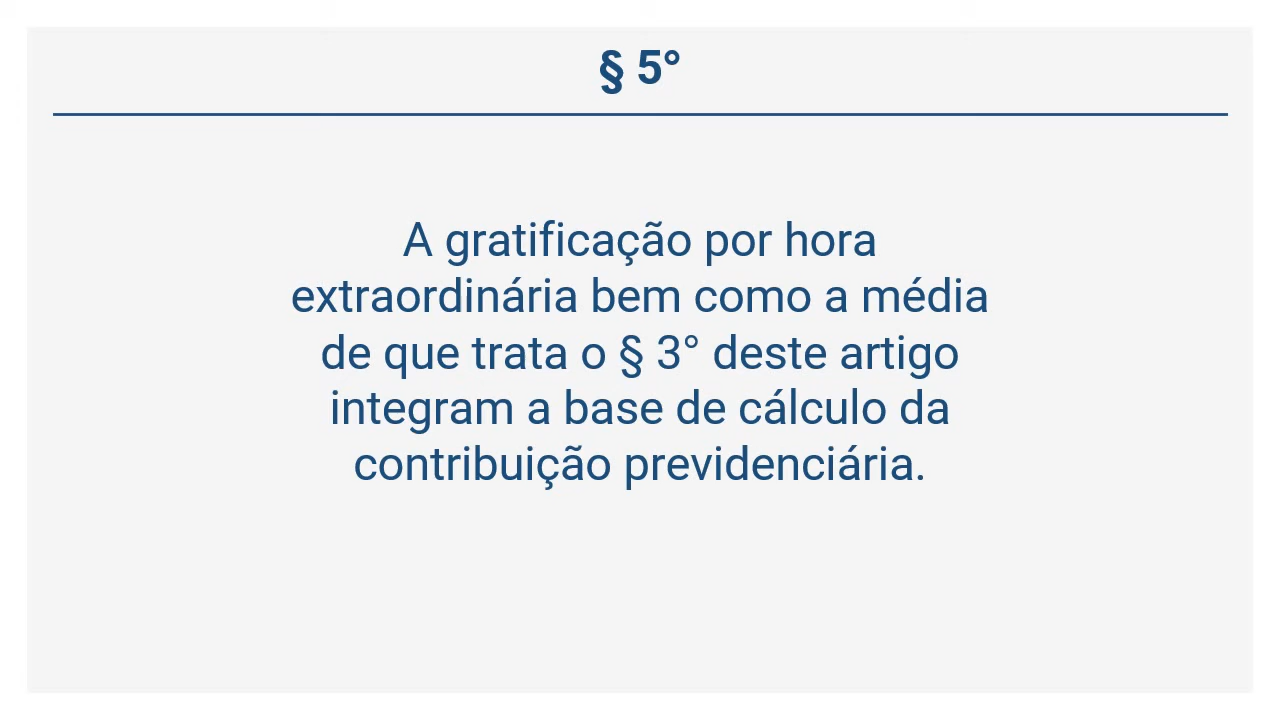 § 5°
A gratificação por hora
extraordinária bem como a média
de que trata o § 3° deste artigo
integram a base de cálculo da
contribuição previdenciária.